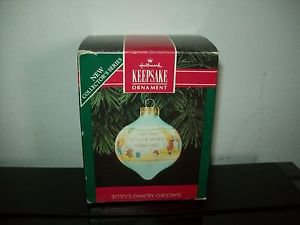 NEW
COLLECTOR'S SERIES
Hallmark
KEEPSAKE
ORNAMENT
BETSEY'S COUNTRY CHRISTMAS